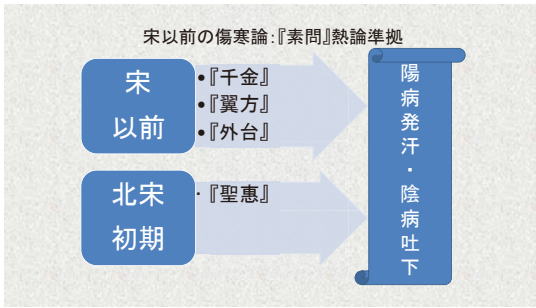 宋以前の傷寒論：『素問』熱論準拠
宋
以前
•『千金』
•『翼方』
•『外台』
北宋
初期
・『聖惠』
陽病発汗・陰病吐下